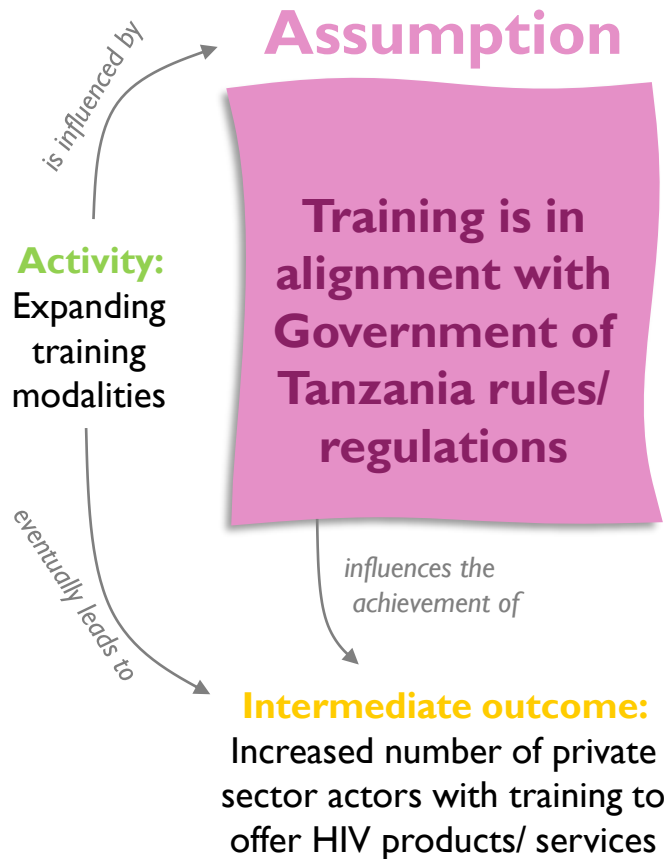 Assumption
is influenced by
Training is in
alignment with
Government of
Tanzania rules/
regulations
Activity:
Expanding
training
modalities
eventually leads to
influences the
achievement of
Intermediate outcome:
Increased number of private
sector actors with training to
offer HIV products/ services